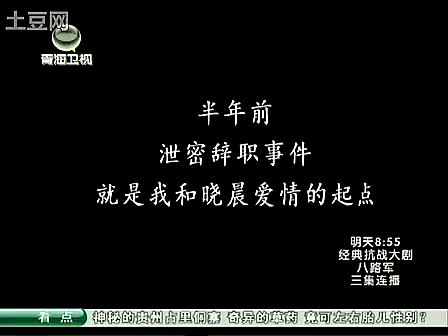 土豆网
青海卫视
半年前
泄密辞职事件
就是我和晓晨爱情的起点
明天8:55
经典抗战大剧
八路军
三集连播
看点
神秘的贵州占里侗寨 奇异的草药 竟可左右胎儿性别?